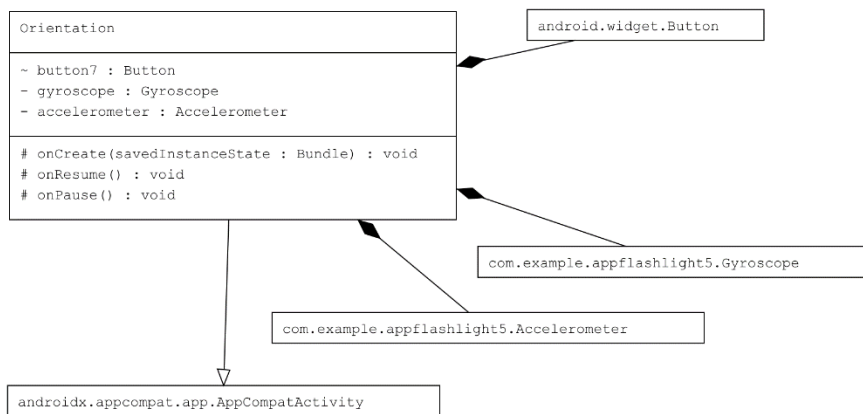 Orientation
android.widget.Button
~ button7 : Button
- gyroscope : Gyroscope
- accelerometer : Accelerometer
# onCreate(savedInstanceState : Bundle) : void
# onResume() : void
# onPause() : void
com.example.appflashlight5.Gyroscope
com.example.appflashlight5.Accelerometer
androidx.appcompat.app.AppCompatActivity